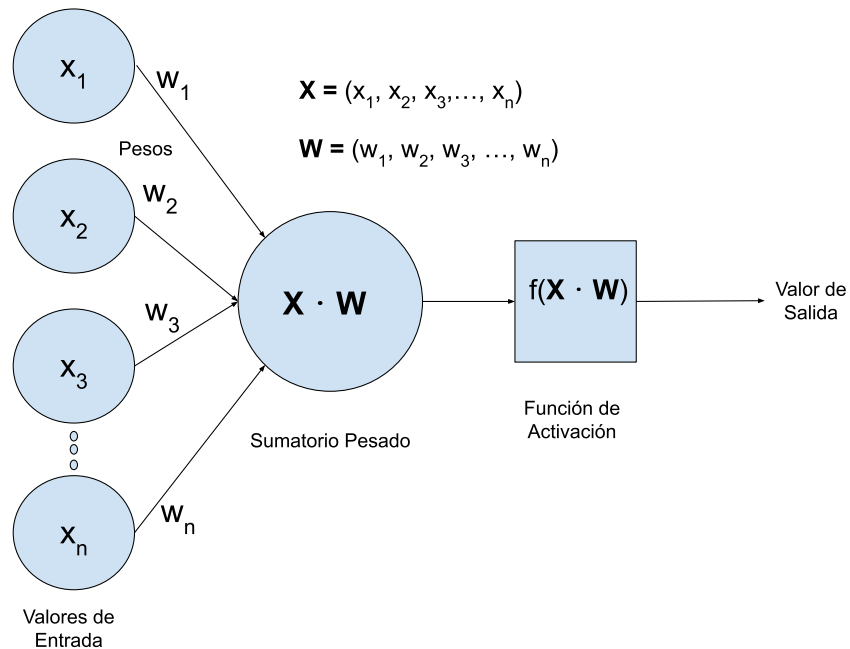 x₁
w₁
X = (x₁, x₂, x₃,..., xₙ)
Pesos
W = (w₁, w₂, w₃, ..., wₙ)
w₂
x₂
X · W
f(X · W)
Valor de
Salida
w₃
x₃
Función de
Activación
Sumatorio Pesado
wₙ
xₙ
Valores de
Entrada